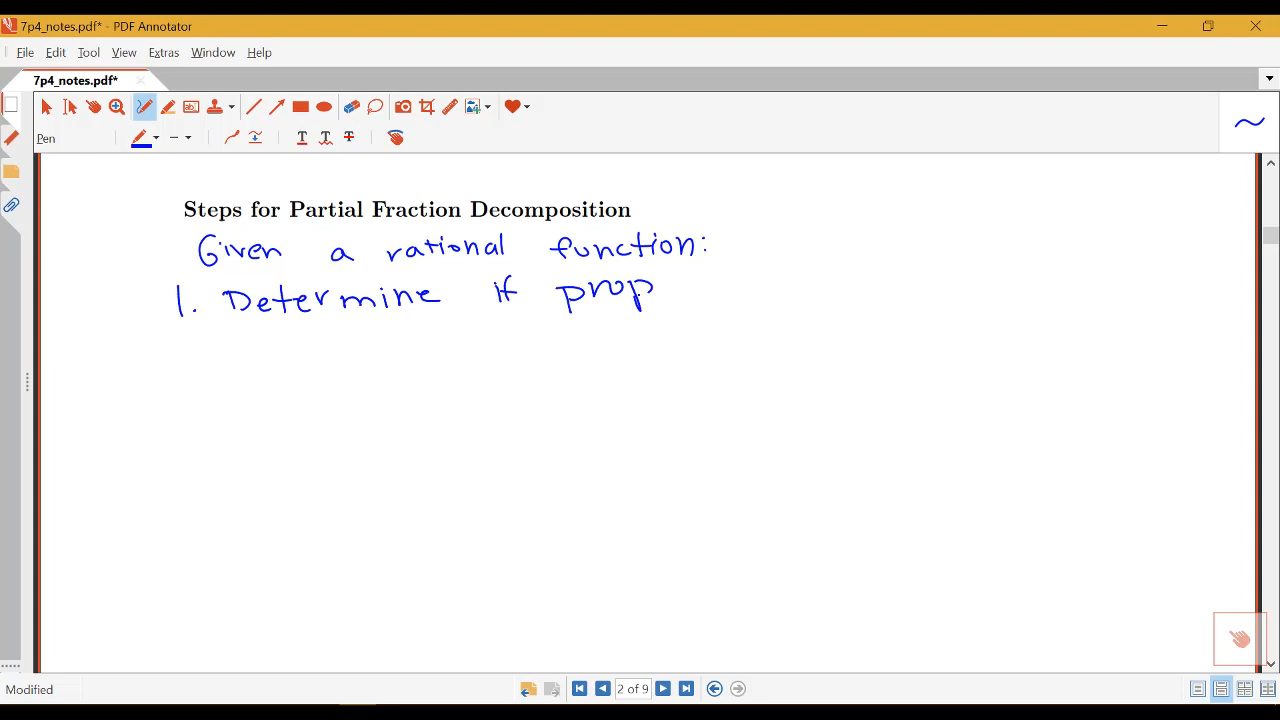 7p4_notes.pdf* - PDF Annotator
File Edit Tool View Extras Window Help
7p4_notes.pdf*
Pen
Steps for Partial Fraction Decomposition
Given a rational function:
1. Determine if prop
Modified
2 of 9